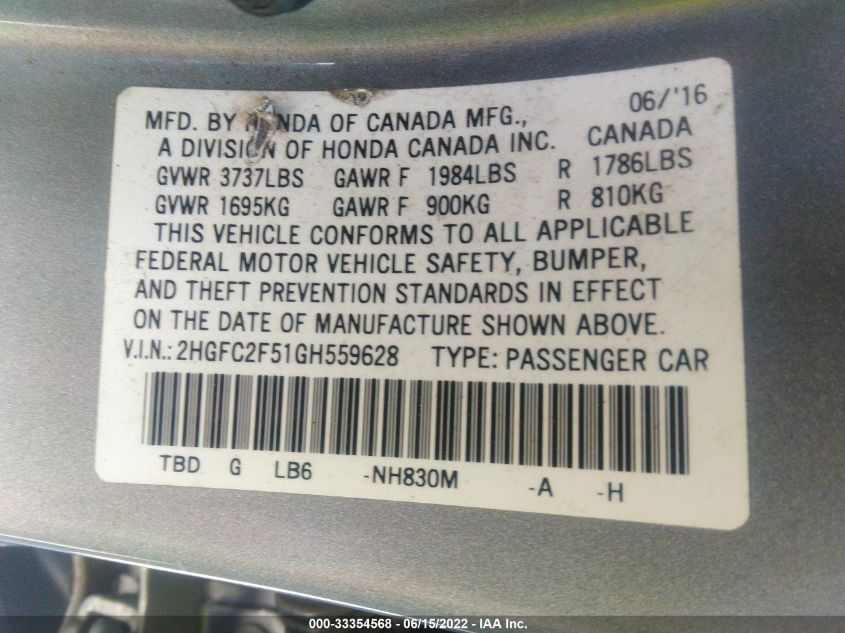 06/'16
MFD. BY HONDA OF CANADA MFG.,
A DIVISION OF HONDA CANADA INC. CANADA
GVWR 3737LBS GAWR F 1984LBS R 1786LBS
GVWR 1695KG GAWR F 900KG R 810KG
THIS VEHICLE CONFORMS TO ALL APPLICABLE
FEDERAL MOTOR VEHICLE SAFETY, BUMPER,
AND THEFT PREVENTION STANDARDS IN EFFECT
ON THE DATE OF MANUFACTURE SHOWN ABOVE.
V.I.N.: 2HGFC2F51GH559628 TYPE: PASSENGER CAR
TBD G LB6 -NH830M -A -H
000-33354568 - 06/15/2022 - IAA Inc.